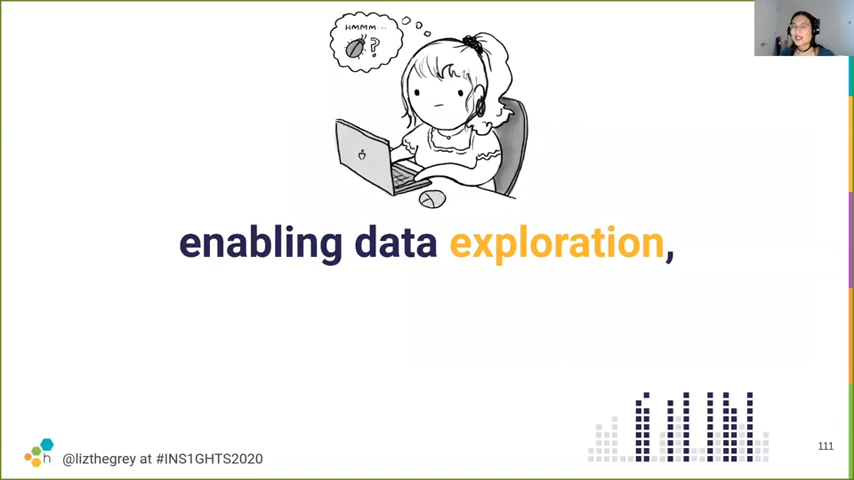 HMMM...
?
enabling data exploration,
h
@lizthegrey at #INS1GHTS2020
111